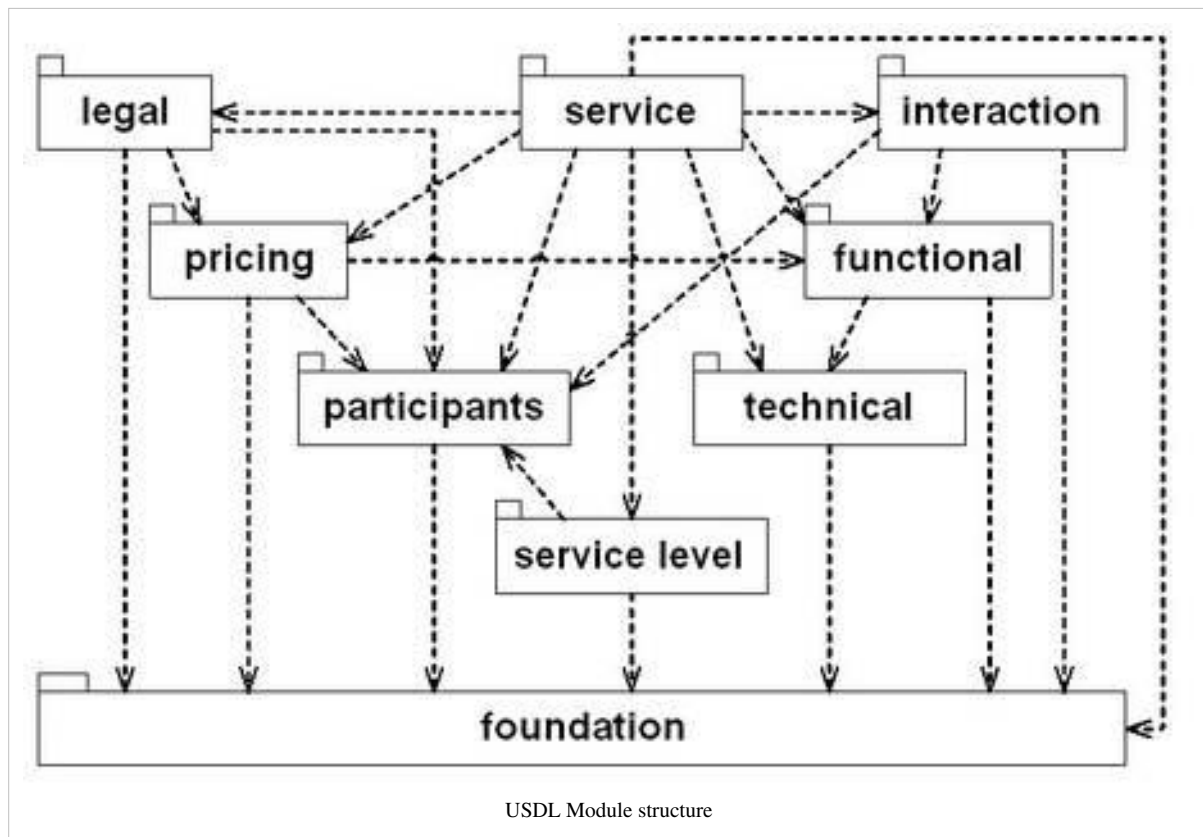 legal
service
interaction
pricing
functional
participants
technical
service level
foundation
USDL Module structure